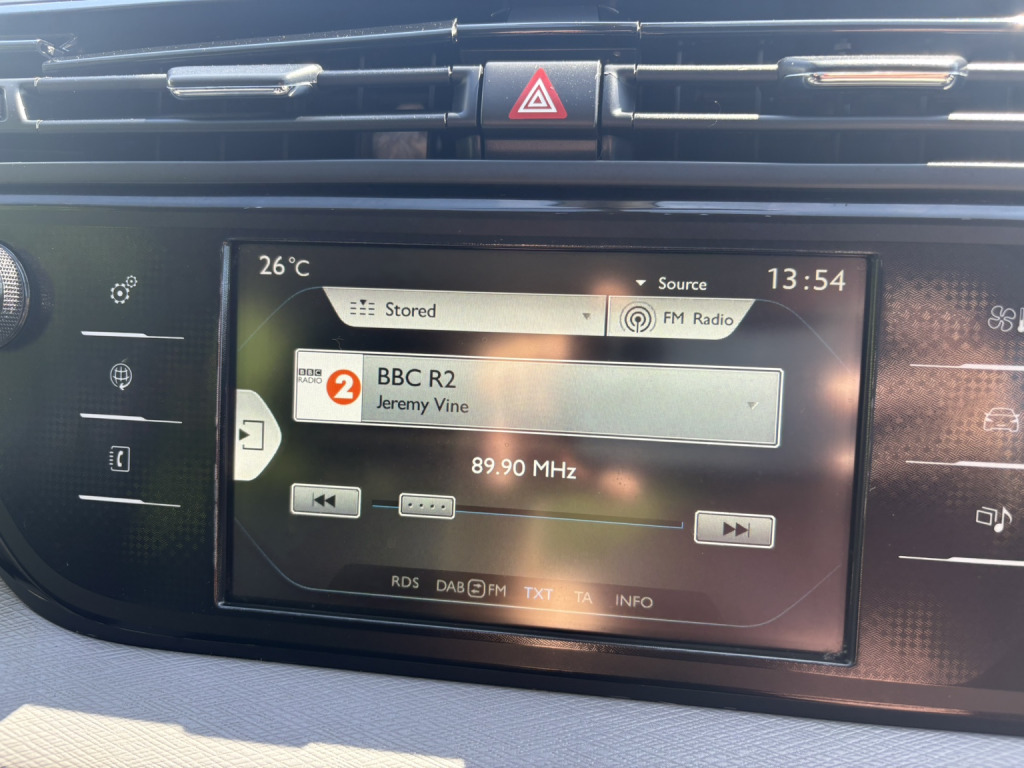 26°C
Source
13:54
Stored
FM Radio
BBC
RADIO
2
BBC R2
Jeremy Vine
89.90 MHz
RDS DAB FM TXT TA INFO